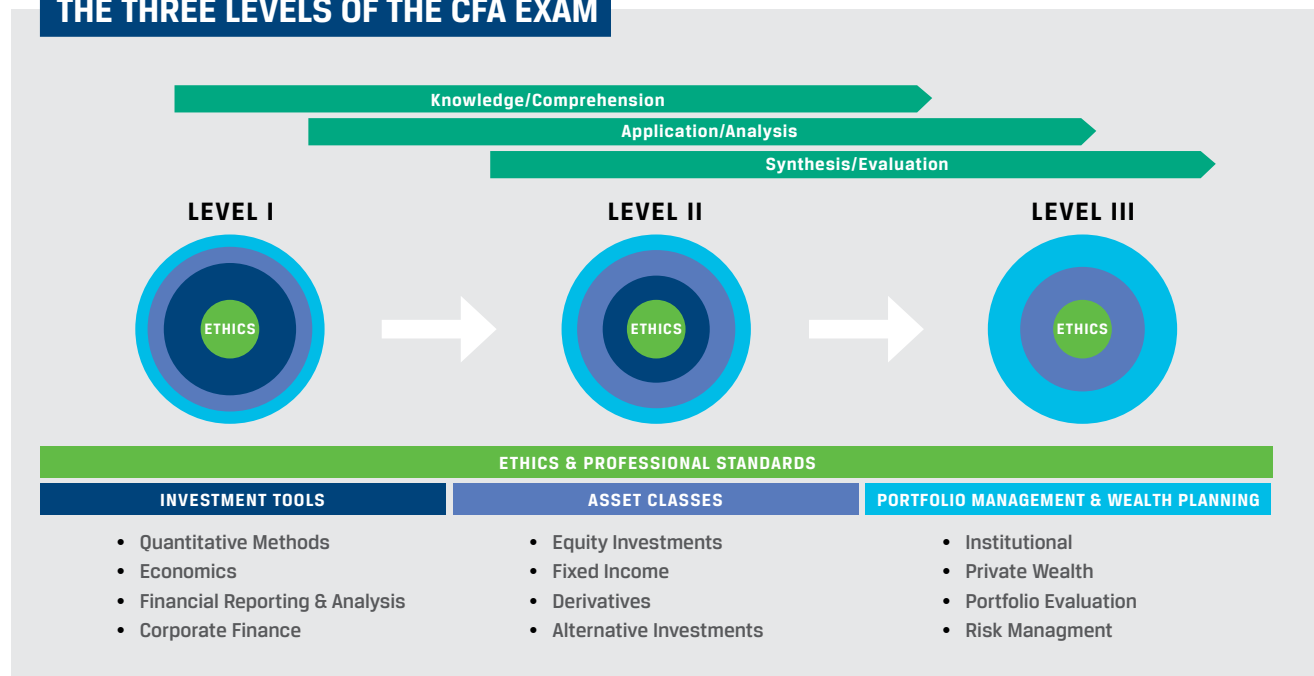 THE THREE LEVELS OF THE CFA EXAM
Knowledge/Comprehension
Application/Analysis
Synthesis/Evaluation
LEVEL I
LEVEL II
LEVEL III
ETHICS
ETHICS
ETHICS
ETHICS & PROFESSIONAL STANDARDS
INVESTMENT TOOLS
• Quantitative Methods
• Economics
• Financial Reporting & Analysis
• Corporate Finance
ASSET CLASSES
• Equity Investments
• Fixed Income
• Derivatives
• Alternative Investments
PORTFOLIO MANAGEMENT & WEALTH PLANNING
• Institutional
• Private Wealth
• Portfolio Evaluation
• Risk Managment